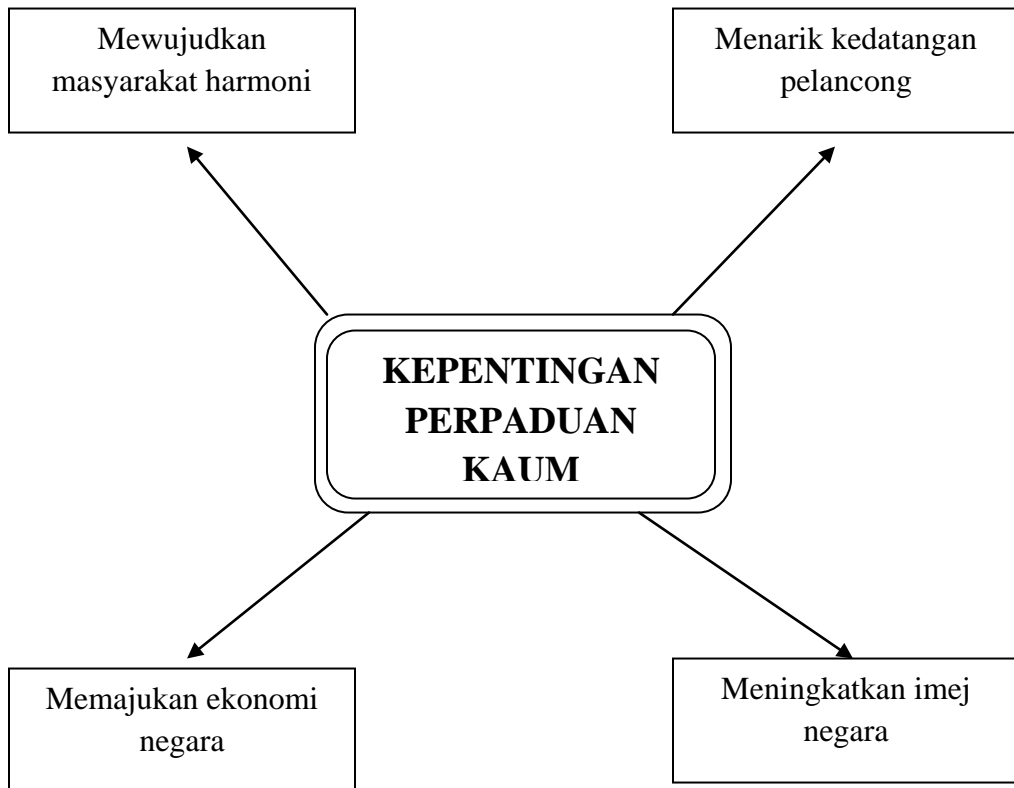 Mewujudkan
masyarakat harmoni
Menarik kedatangan
pelancong
KEPENTINGAN
PERPADUAN
KAUM
Memajukan ekonomi
negara
Meningkatkan imej
negara